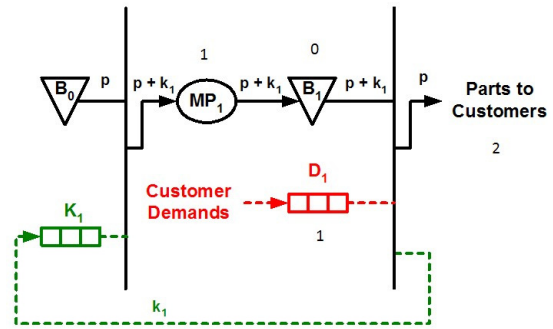 1
0
B0
p
p + k1
MP1
p + k1
B1
p + k1
p
Parts to
Customers
2
Customer
Demands
D1
1
K1
k1